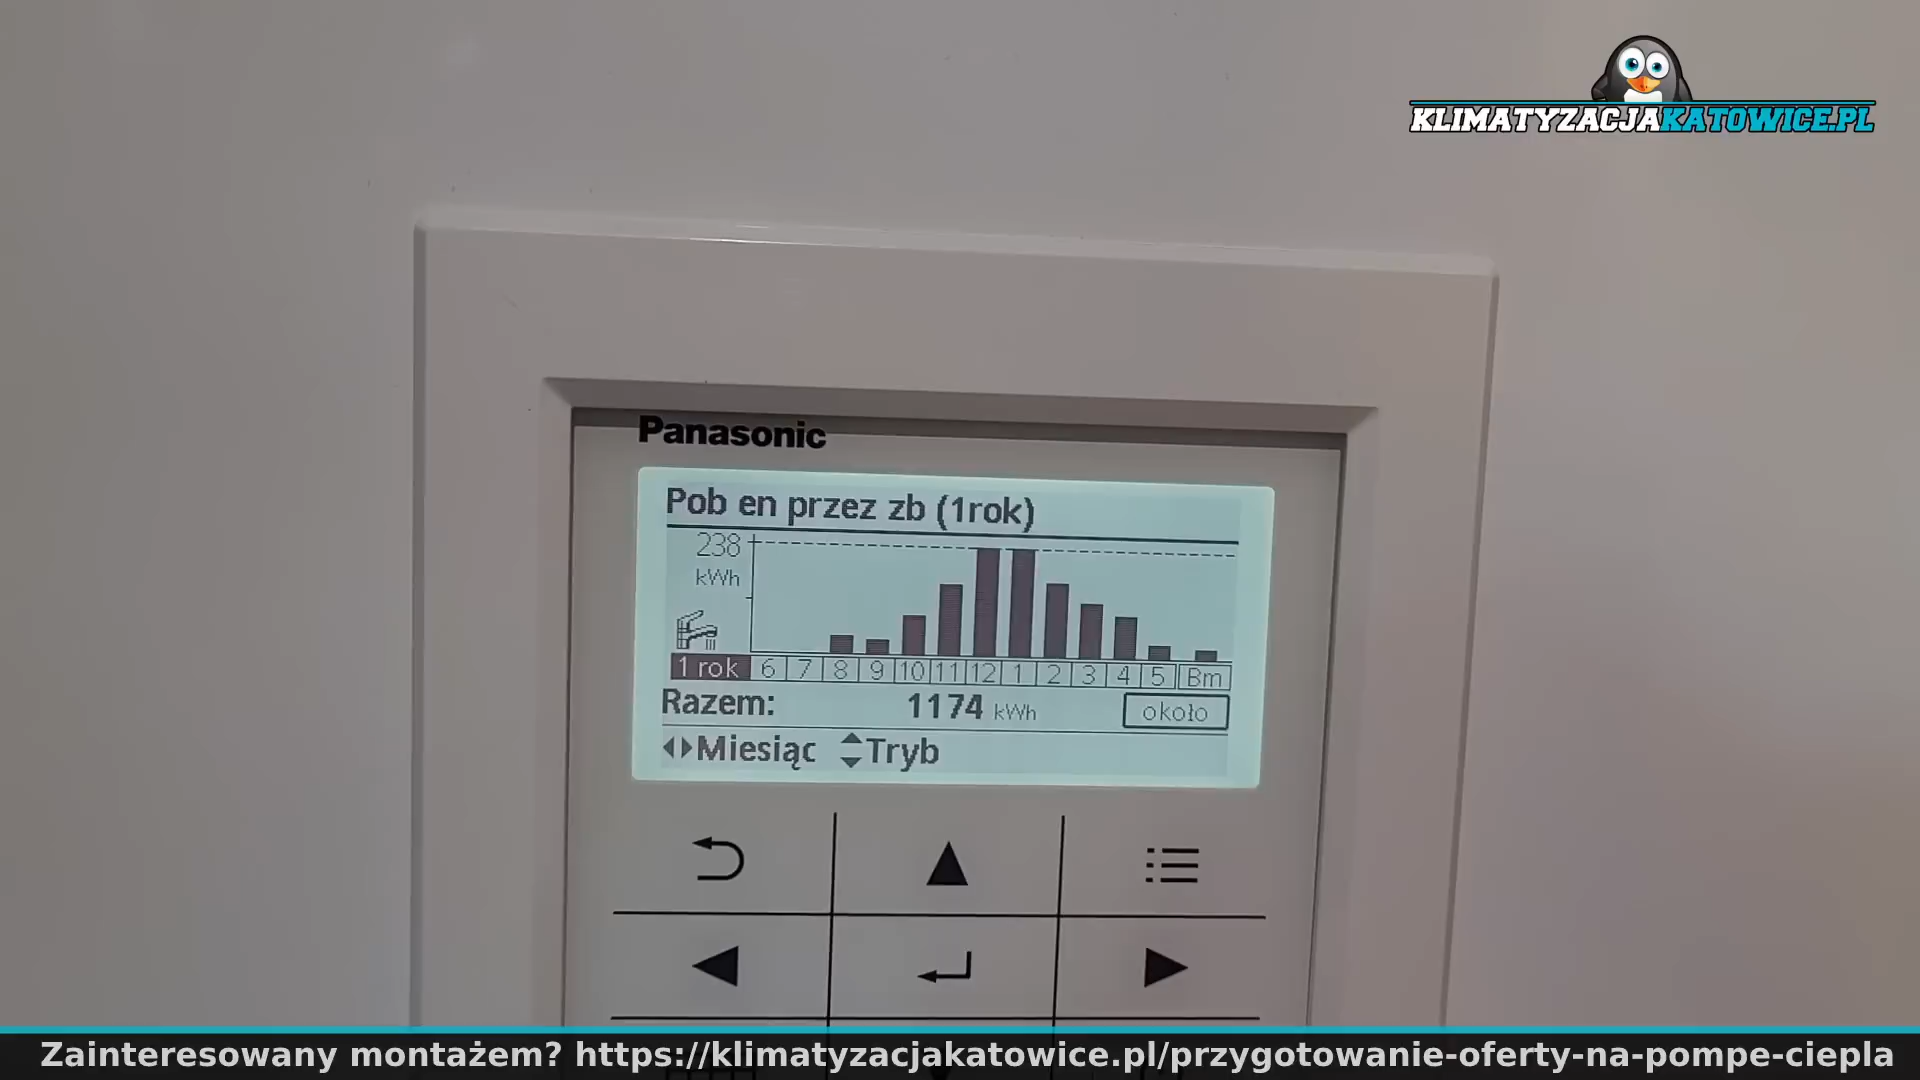 KLIMATYZACJAKATOWICE.PL
Panasonic
Pob en przez zb (1rok)
238
kWh
1 rok 6 7 8 9 10 11 12 1 2 3 4 5 Bm
Razem: 1174 kWh około
Miesiąc Tryb
Zainteresowany montażem? https://klimatyzacjakatowice.pl/przygotowanie-oferty-na-pompe-ciepla